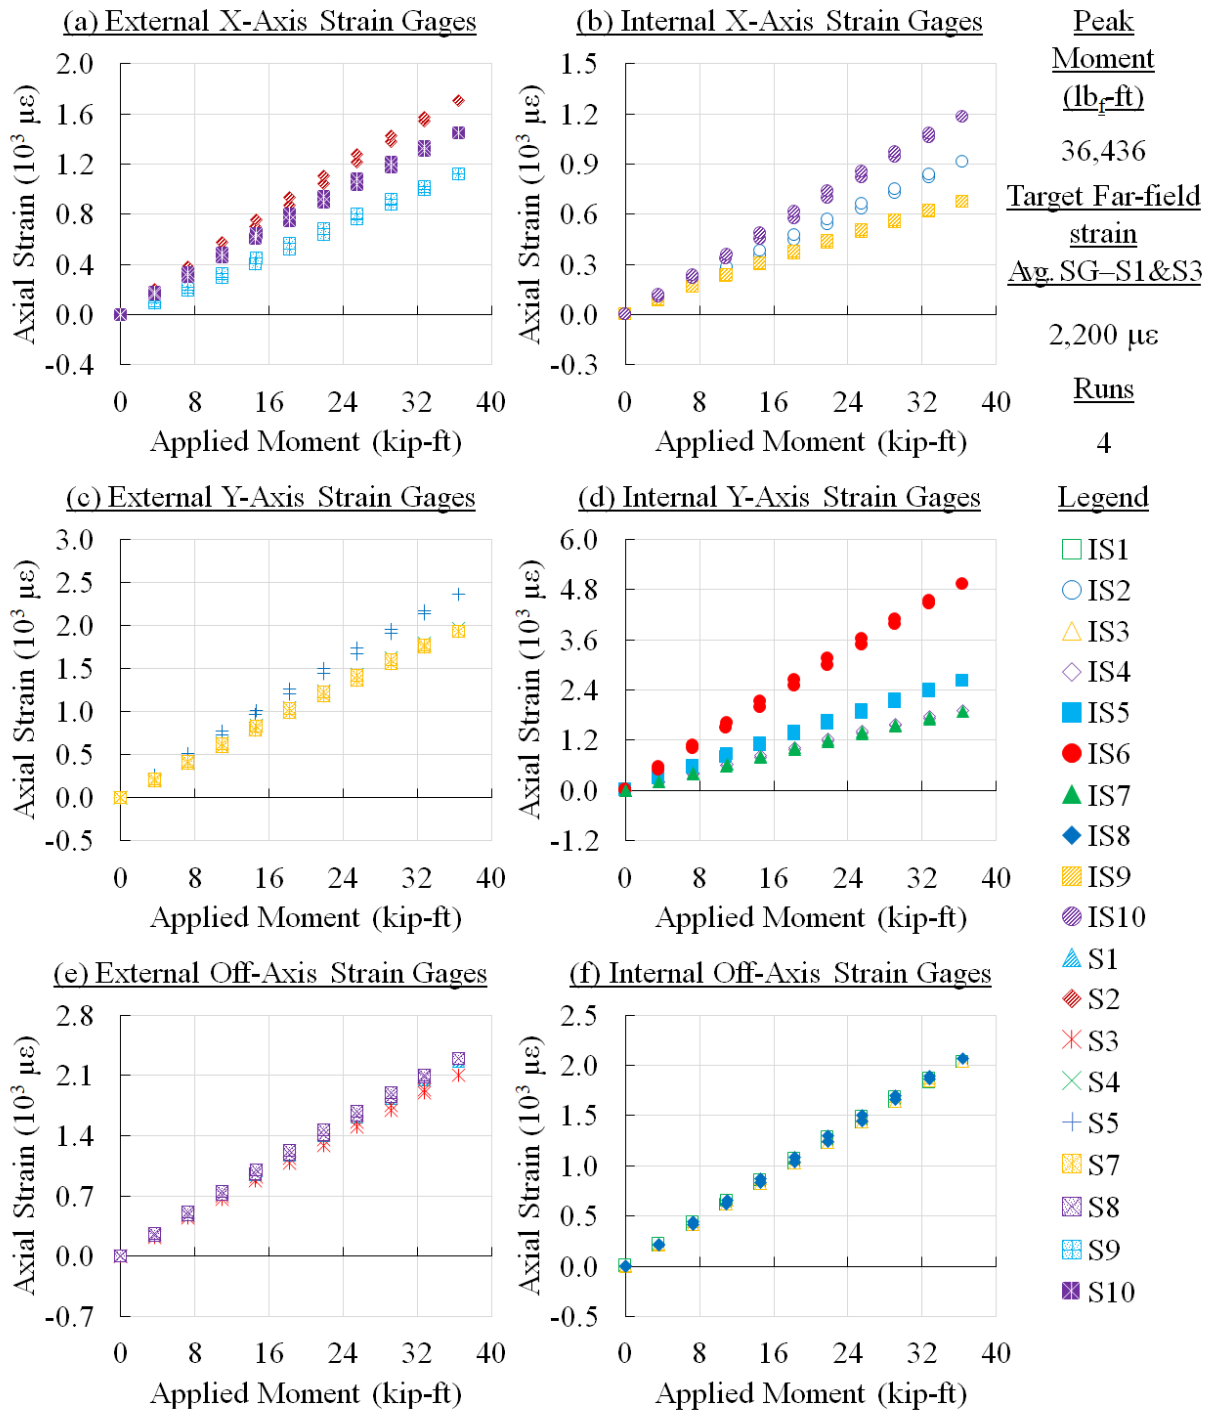 (a) External X-Axis Strain Gages
Axial Strain (10³ με)
2.0
1.6
1.2
0.8
0.4
0.0
-0.4
0 8 16 24 32 40
Applied Moment (kip-ft)
(b) Internal X-Axis Strain Gages
Axial Strain (10³ με)
1.5
1.2
0.9
0.6
0.3
0.0
-0.3
0 8 16 24 32 40
Applied Moment (kip-ft)
Peak
Moment
(lbf-ft)
36,436
Target Far-field
strain
Avg. SG–S1&S3
2,200 με
Runs
4
(c) External Y-Axis Strain Gages
Axial Strain (10³ με)
3.0
2.5
2.0
1.5
1.0
0.5
0.0
-0.5
0 8 16 24 32 40
Applied Moment (kip-ft)
(d) Internal Y-Axis Strain Gages
Axial Strain (10³ με)
6.0
4.8
3.6
2.4
1.2
0.0
-1.2
0 8 16 24 32 40
Applied Moment (kip-ft)
(e) External Off-Axis Strain Gages
Axial Strain (10³ με)
2.8
2.1
1.4
0.7
0.0
-0.7
0 8 16 24 32 40
Applied Moment (kip-ft)
(f) Internal Off-Axis Strain Gages
Axial Strain (10³ με)
2.5
2.0
1.5
1.0
0.5
0.0
-0.5
0 8 16 24 32 40
Applied Moment (kip-ft)
Legend
IS1
IS2
IS3
IS4
IS5
IS6
IS7
IS8
IS9
IS10
S1
S2
S3
S4
S5
S7
S8
S9
S10